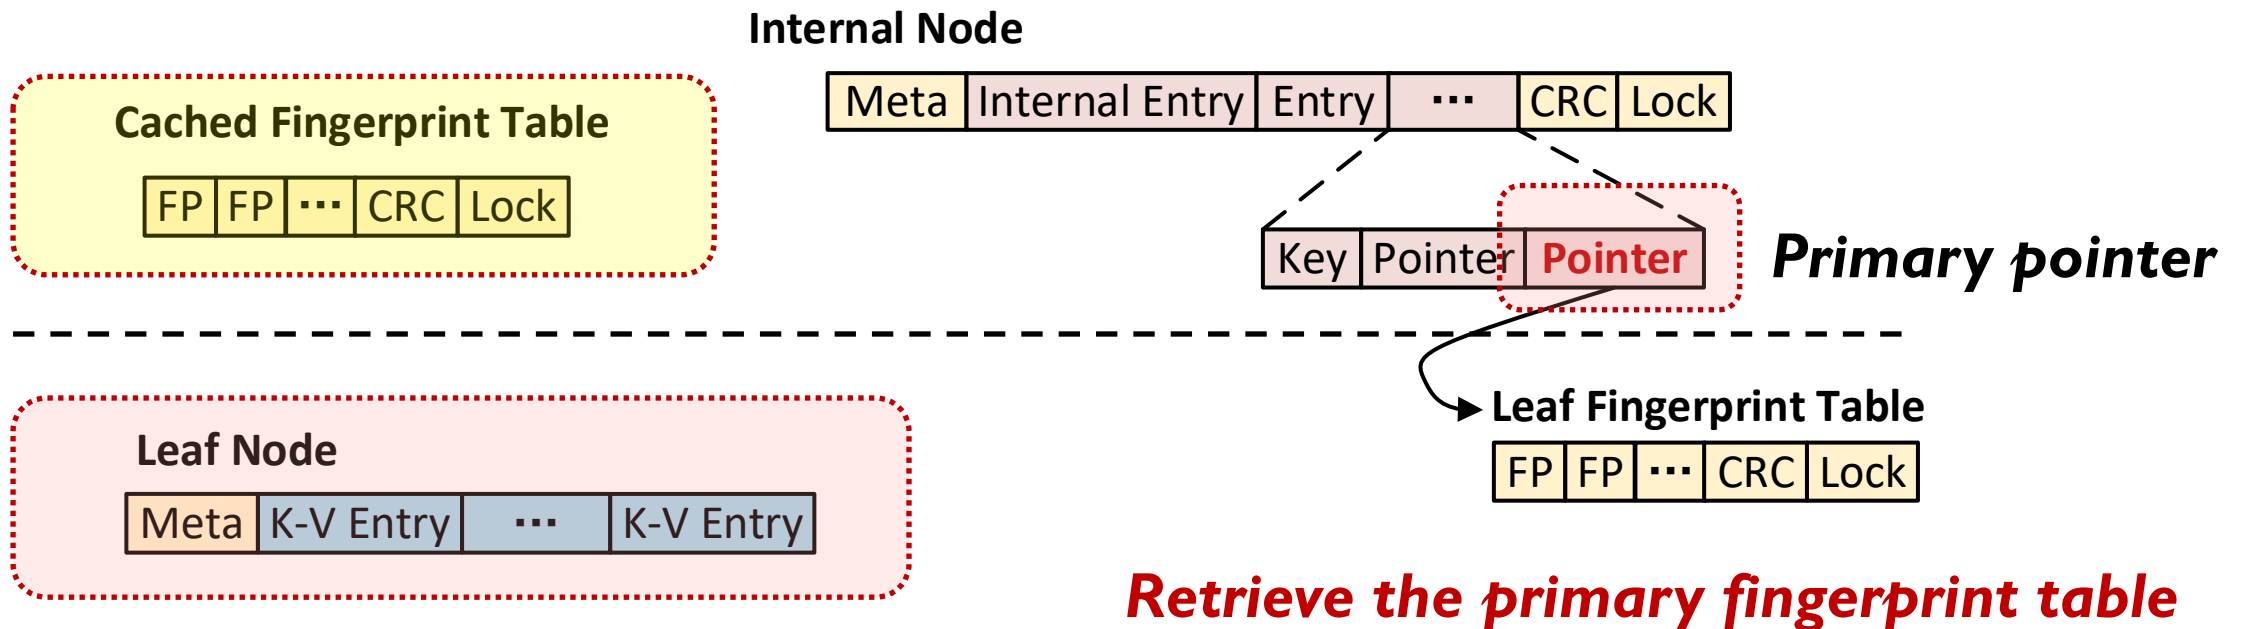 Internal Node
Meta Internal Entry Entry ... CRC Lock
Cached Fingerprint Table
FP FP ... CRC Lock
Key Pointer Pointer
Primary pointer
Leaf Fingerprint Table
FP FP ... CRC Lock
Leaf Node
Meta K-V Entry ... K-V Entry
Retrieve the primary fingerprint table